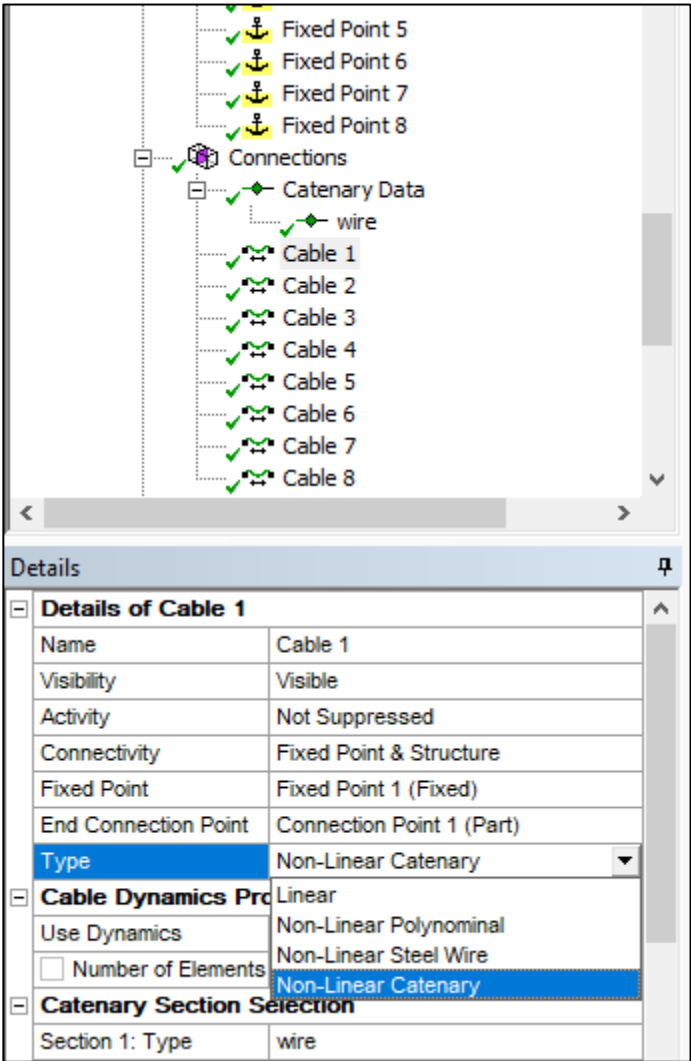 Fixed Point 5
Fixed Point 6
Fixed Point 7
Fixed Point 8
Connections
Catenary Data
wire
Cable 1
Cable 2
Cable 3
Cable 4
Cable 5
Cable 6
Cable 7
Cable 8
Details
Details of Cable 1
Name Cable 1
Visibility Visible
Activity Not Suppressed
Connectivity Fixed Point & Structure
Fixed Point Fixed Point 1 (Fixed)
End Connection Point Connection Point 1 (Part)
Type Non-Linear Catenary
Cable Dynamics Pro Linear
Use Dynamics Non-Linear Polynominal
Non-Linear Steel Wire
Number of Elements Non-Linear Catenary
Catenary Section Selection
Section 1: Type wire